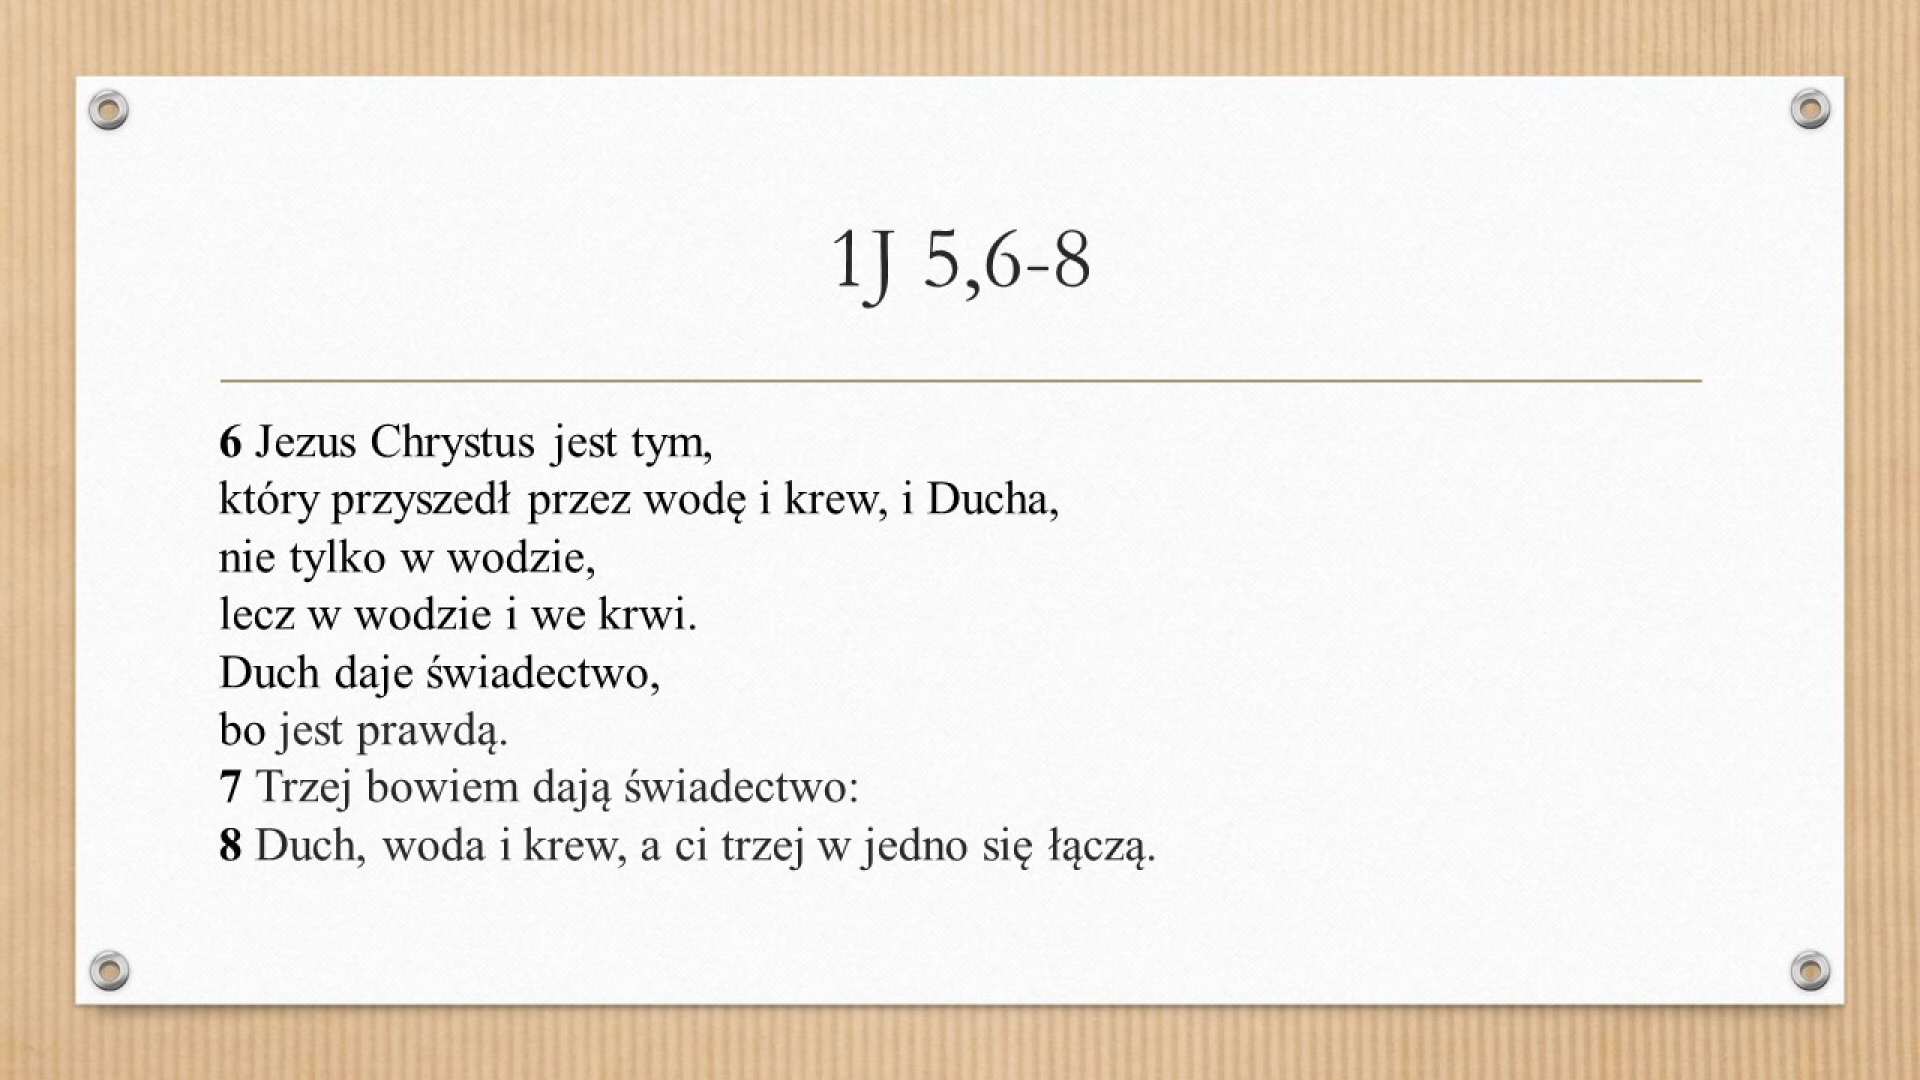 1J 5,6-8
6 Jezus Chrystus jest tym,
który przyszedł przez wodę i krew, i Ducha,
nie tylko w wodzie,
lecz w wodzie i we krwi.
Duch daje świadectwo,
bo jest prawdą.
7 Trzej bowiem dają świadectwo:
8 Duch, woda i krew, a ci trzej w jedno się łączą.